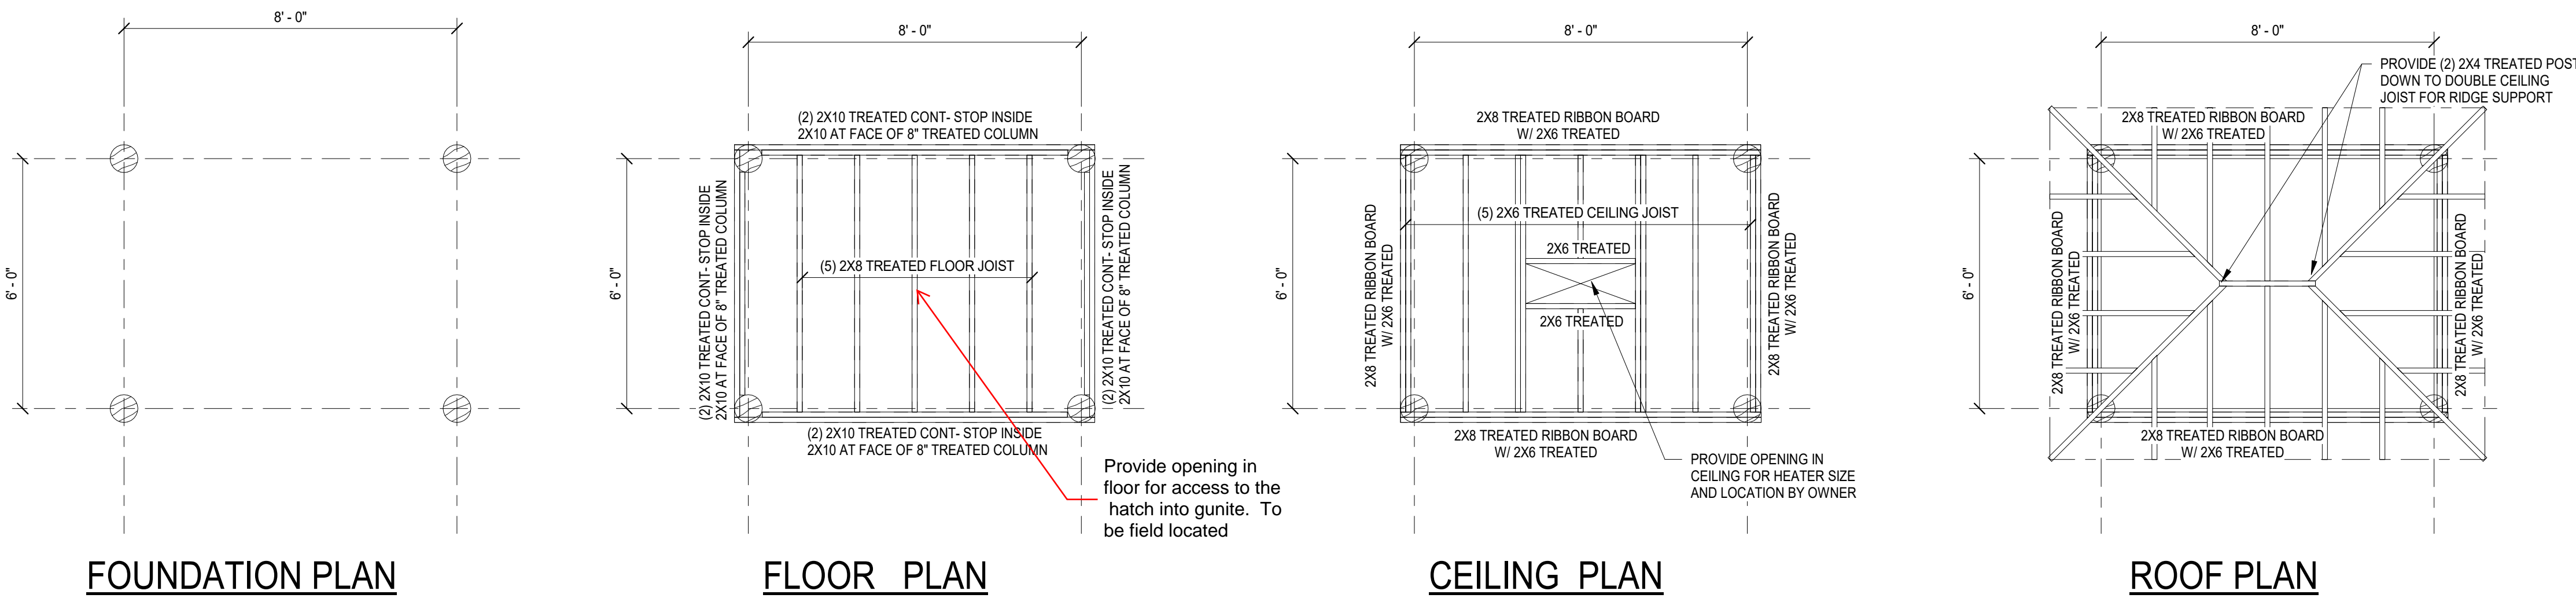 8' - 0"
6' - 0"
FOUNDATION PLAN
8' - 0"
(2) 2X10 TREATED CONT- STOP INSIDE
2X10 AT FACE OF 8" TREATED COLUMN
6' - 0"
(2) 2X10 TREATED CONT- STOP INSIDE
2X10 AT FACE OF 8" TREATED COLUMN
(5) 2X8 TREATED FLOOR JOIST
(2) 2X10 TREATED CONT- STOP INSIDE
2X10 AT FACE OF 8" TREATED COLUMN
(2) 2X10 TREATED CONT- STOP INSIDE
2X10 AT FACE OF 8" TREATED COLUMN
Provide opening in
floor for access to the
hatch into gunite. To
be field located
FLOOR PLAN
8' - 0"
2X8 TREATED RIBBON BOARD
W/ 2X6 TREATED
6' - 0"
2X8 TREATED RIBBON BOARD
W/ 2X6 TREATED
(5) 2X6 TREATED CEILING JOIST
2X6 TREATED
2X6 TREATED
2X8 TREATED RIBBON BOARD
W/ 2X6 TREATED
2X8 TREATED RIBBON BOARD
W/ 2X6 TREATED
PROVIDE OPENING IN
CEILING FOR HEATER SIZE
AND LOCATION BY OWNER
CEILING PLAN
8' - 0"
PROVIDE (2) 2X4 TREATED POST
DOWN TO DOUBLE CEILING
JOIST FOR RIDGE SUPPORT
2X8 TREATED RIBBON BOARD
W/ 2X6 TREATED
6' - 0"
2X8 TREATED RIBBON BOARD
W/ 2X6 TREATED
2X8 TREATED RIBBON BOARD
W/ 2X6 TREATED
2X8 TREATED RIBBON BOARD
W/ 2X6 TREATED
ROOF PLAN